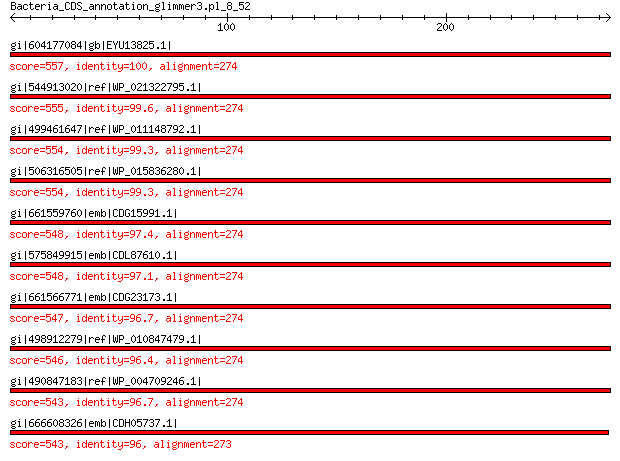 Bacteria_CDS_annotation_glimmer3.pl_8_52
100 200
gi|604177084|gb|EYU13825.1|
score=557, identity=100, alignment=274
gi|544913020|ref|WP_021322795.1|
score=555, identity=99.6, alignment=274
gi|499461647|ref|WP_011148792.1|
score=554, identity=99.3, alignment=274
gi|506316505|ref|WP_015836280.1|
score=554, identity=99.3, alignment=274
gi|661559760|emb|CDG15991.1|
score=548, identity=97.4, alignment=274
gi|575849915|emb|CDL87610.1|
score=548, identity=97.1, alignment=274
gi|661566771|emb|CDG23173.1|
score=547, identity=96.7, alignment=274
gi|498912279|ref|WP_010847479.1|
score=546, identity=96.4, alignment=274
gi|490847183|ref|WP_004709246.1|
score=543, identity=96.7, alignment=274
gi|666608326|emb|CDH05737.1|
score=543, identity=96, alignment=273